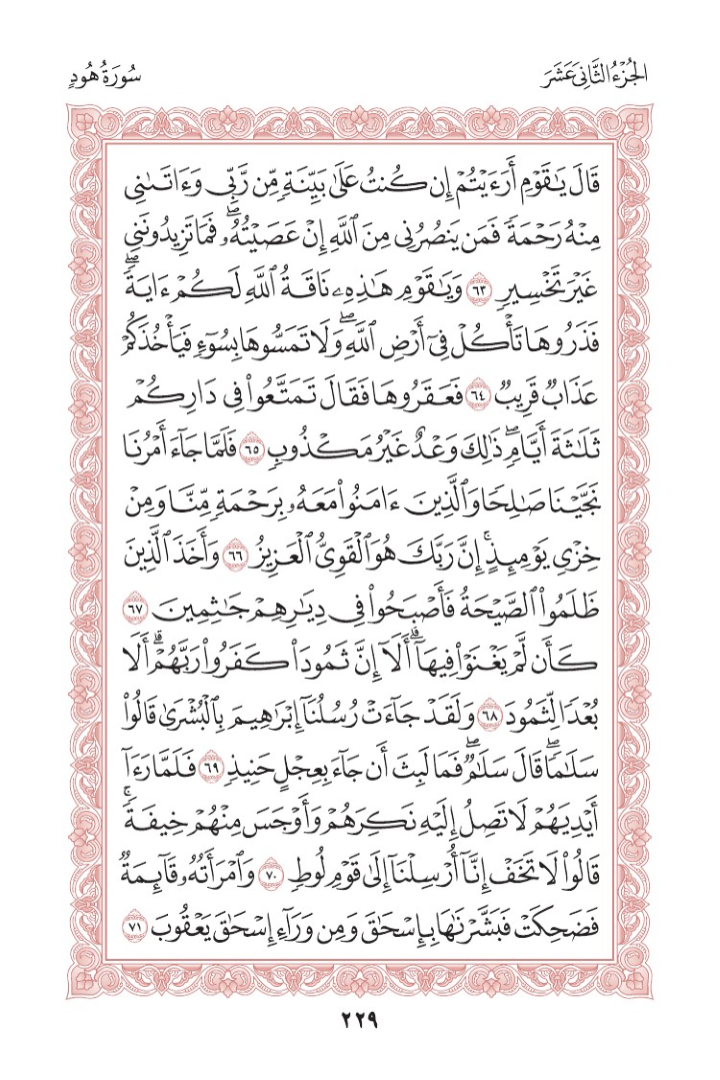 الجُزْءُ الثَّانِي عَشَرَ
سُورَةُ هُودٍ
قَالَ يَـٰقَوْمِ أَرَءَيْتُمْ إِن كُنتُ عَلَىٰ بَيِّنَةٍ مِّن رَّبِّى وَءَاتَىٰنِى
مِنْهُ رَحْمَةً فَمَن يَنصُرُنِى مِنَ ٱللَّهِ إِنْ عَصَيْتُهُۥۖ فَمَا تَزِيدُونَنِى
غَيْرَ تَخْسِيرٍ ٦٣ وَيَـٰقَوْمِ هَـٰذِهِۦ نَاقَةُ ٱللَّهِ لَكُمْ ءَايَةًۖ
فَذَرُوهَا تَأْكُلْ فِىٓ أَرْضِ ٱللَّهِۖ وَلَا تَمَسُّوهَا بِسُوٓءٍ فَيَأْخُذَكُمْ
عَذَابٌ قَرِيبٌ ٦٤ فَعَقَرُوهَا فَقَالَ تَمَتَّعُوا۟ فِى دَارِكُمْ
ثَلَـٰثَةَ أَيَّامٍۖ ذَٰلِكَ وَعْدٌ غَيْرُ مَكْذُوبٍ ٦٥ فَلَمَّا جَآءَ أَمْرُنَا
نَجَّيْنَا صَـٰلِحًا وَٱلَّذِينَ ءَامَنُوا۟ مَعَهُۥ بِرَحْمَةٍ مِّنَّا وَمِنْ
خِزْىِ يَوْمِئِذٍۚ إِنَّ رَبَّكَ هُوَ ٱلْقَوِىُّ ٱلْعَزِيزُ ٦٦ وَأَخَذَ ٱلَّذِينَ
ظَلَمُوا۟ ٱلصَّيْحَةُ فَأَصْبَحُوا۟ فِى دِيَـٰرِهِمْ جَـٰثِمِينَ ٦٧
كَأَن لَّمْ يَغْنَوْا۟ فِيهَآۗ أَلَآ إِنَّ ثَمُودَا۟ كَفَرُوا۟ رَبَّهُمْۗ أَلَا
بُعْدًا لِّثَمُودَ ٦٨ وَلَقَدْ جَآءَتْ رُسُلُنَآ إِبْرَٰهِيمَ بِٱلْبُشْرَىٰ قَالُوا۟
سَلَـٰمًاۖ قَالَ سَلَـٰمٌۖ فَمَا لَبِثَ أَن جَآءَ بِعِجْلٍ حَنِيذٍ ٦٩ فَلَمَّا رَءَآ
أَيْدِيَهُمْ لَا تَصِلُ إِلَيْهِ نَكِرَهُمْ وَأَوْجَسَ مِنْهُمْ خِيفَةًۚ
قَالُوا۟ لَا تَخَفْ إِنَّآ أُرْسِلْنَآ إِلَىٰ قَوْمِ لُوطٍ ٧٠ وَٱمْرَأَتُهُۥ قَآئِمَةٌ
فَضَحِكَتْ فَبَشَّرْنَـٰهَا بِإِسْحَـٰقَ وَمِن وَرَآءِ إِسْحَـٰقَ يَعْقُوبَ ٧١
٢٢٩